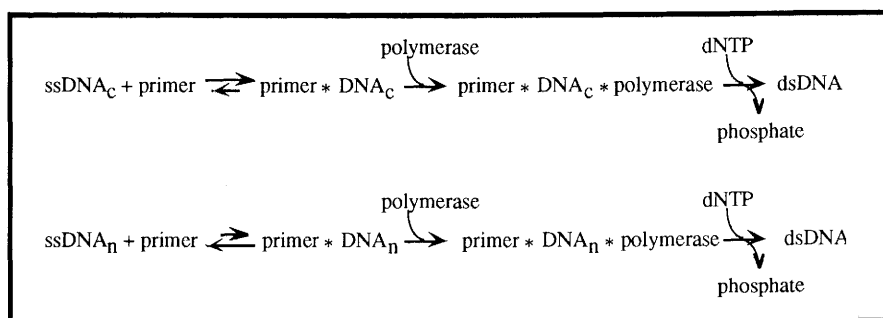 polymerase dNTP
ssDNAc + primer primer * DNAc primer * DNAc * polymerase dsDNA
phosphate
polymerase dNTP
ssDNAn + primer primer * DNAn primer * DNAn * polymerase dsDNA
phosphate